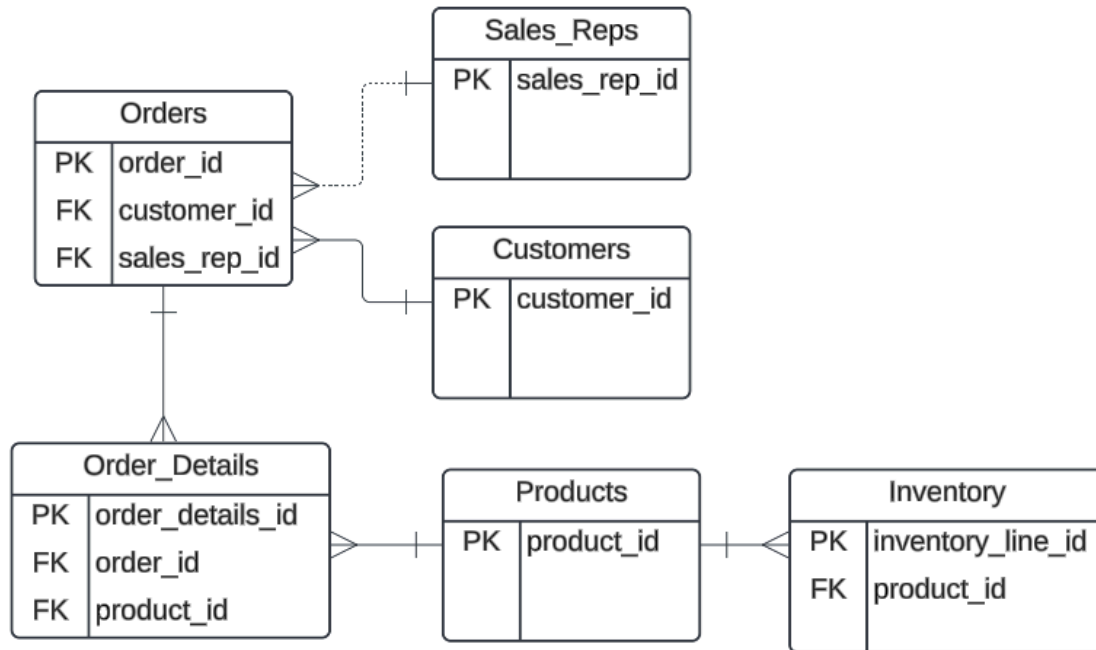 Sales_Reps
PK sales_rep_id
Orders
PK order_id
FK customer_id
FK sales_rep_id
Customers
PK customer_id
Order_Details
PK order_details_id
FK order_id
FK product_id
Products
PK product_id
Inventory
PK inventory_line_id
FK product_id